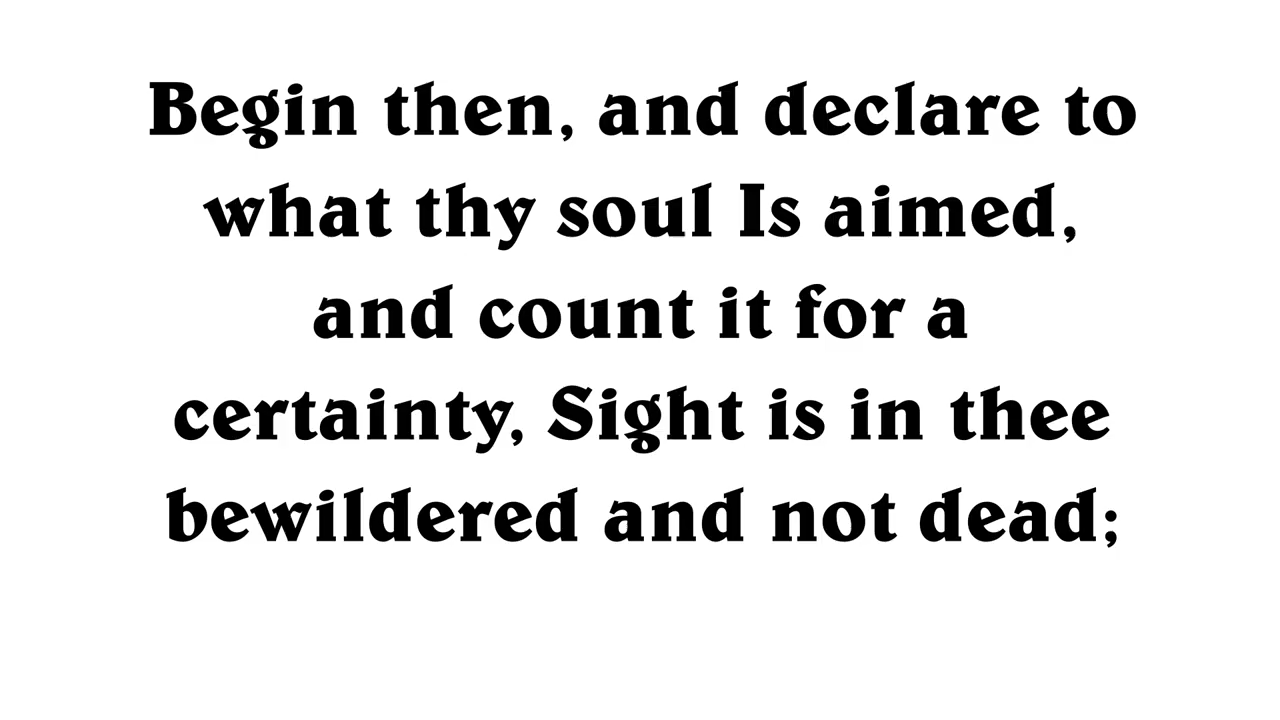 Begin then, and declare to
what thy soul Is aimed,
and count it for a
certainty, Sight is in thee
bewildered and not dead;